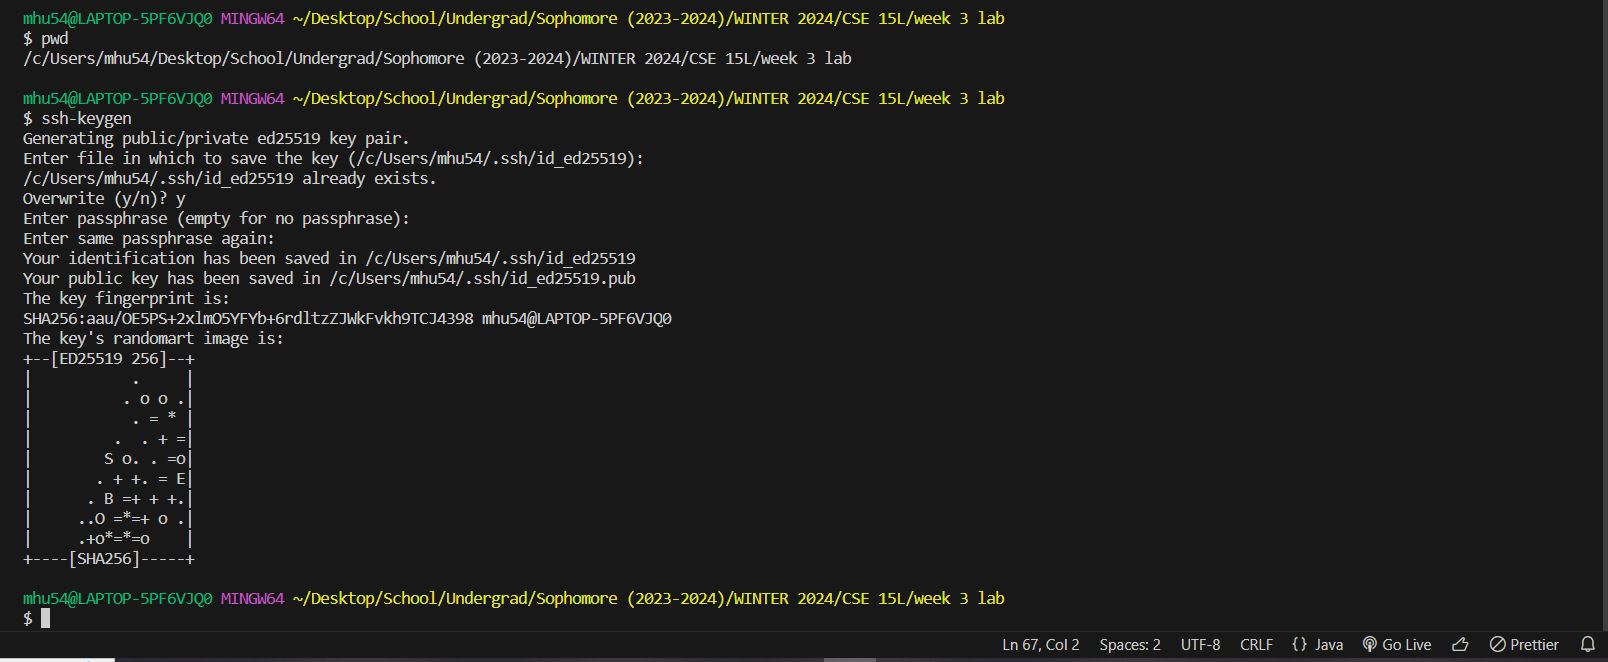 mhu54@LAPTOP-5PF6VJQ0 MINGW64 ~/Desktop/School/Undergrad/Sophomore (2023-2024)/WINTER 2024/CSE 15L/week 3 lab
$ pwd
/c/Users/mhu54/Desktop/School/Undergrad/Sophomore (2023-2024)/WINTER 2024/CSE 15L/week 3 lab

mhu54@LAPTOP-5PF6VJQ0 MINGW64 ~/Desktop/School/Undergrad/Sophomore (2023-2024)/WINTER 2024/CSE 15L/week 3 lab
$ ssh-keygen
Generating public/private ed25519 key pair.
Enter file in which to save the key (/c/Users/mhu54/.ssh/id_ed25519):
/c/Users/mhu54/.ssh/id_ed25519 already exists.
Overwrite (y/n)? y
Enter passphrase (empty for no passphrase):
Enter same passphrase again:
Your identification has been saved in /c/Users/mhu54/.ssh/id_ed25519
Your public key has been saved in /c/Users/mhu54/.ssh/id_ed25519.pub
The key fingerprint is:
SHA256:aau/OE5PS+2xlmO5YFYb+6rdltzZJWkFvkh9TCJ4398 mhu54@LAPTOP-5PF6VJQ0
The key's randomart image is:
+--[ED25519 256]--+
|           .     |
|          . o o .|
|           . = * |
|         .  . + =|
|        S o. . =o|
|       . + +. = E|
|      . B =+ + +.|
|     ..O =*=+ o .|
|     .+o*=*=o    |
+----[SHA256]-----+

mhu54@LAPTOP-5PF6VJQ0 MINGW64 ~/Desktop/School/Undergrad/Sophomore (2023-2024)/WINTER 2024/CSE 15L/week 3 lab
$
Ln 67, Col 2 Spaces: 2 UTF-8 CRLF {} Java Go Live Prettier